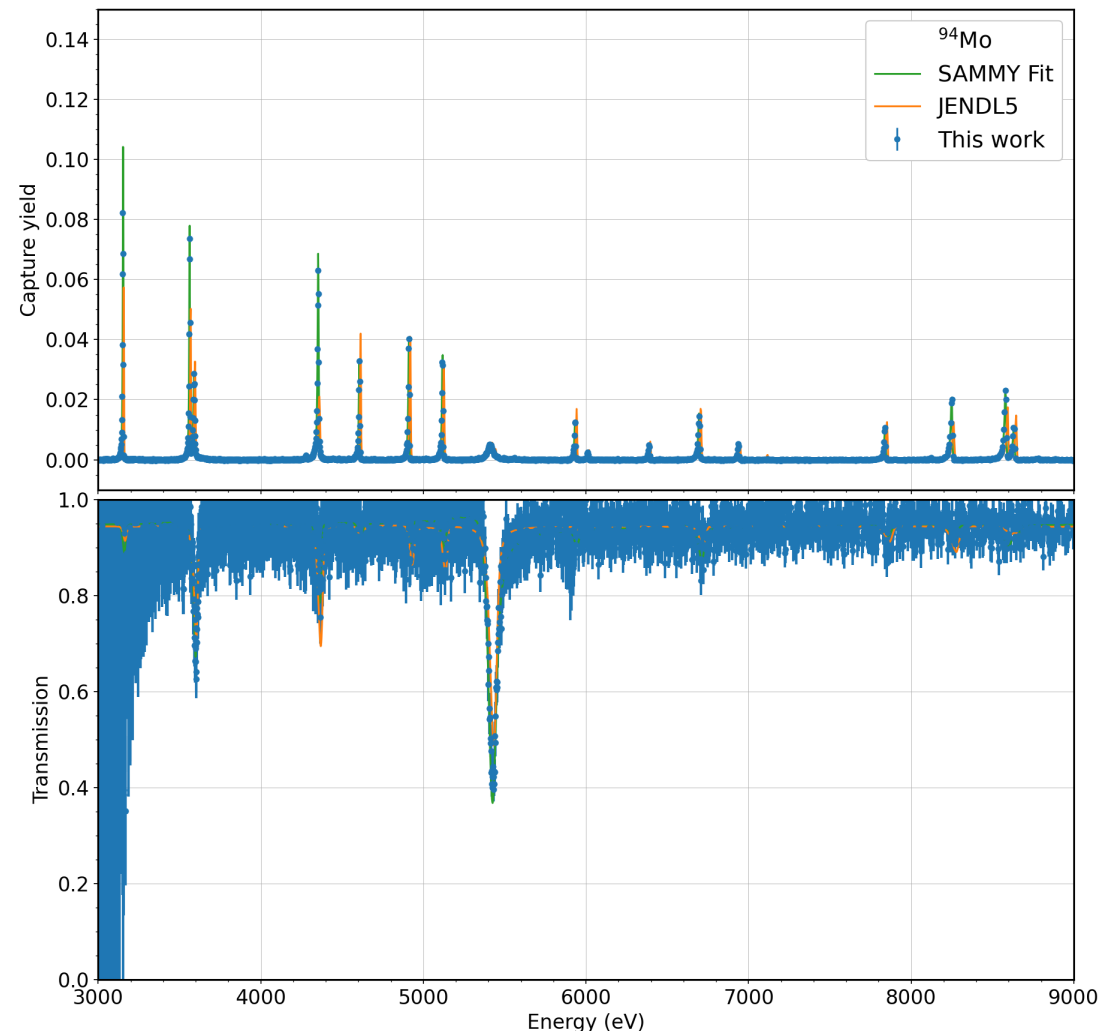 0.14
0.12
0.10
0.08
0.06
0.04
0.02
0.00
Capture yield
⁹⁴Mo
SAMMY Fit
JENDL5
This work
1.0
0.8
0.6
0.4
0.2
0.0
Transmission
3000 4000 5000 6000 7000 8000 9000
Energy (eV)